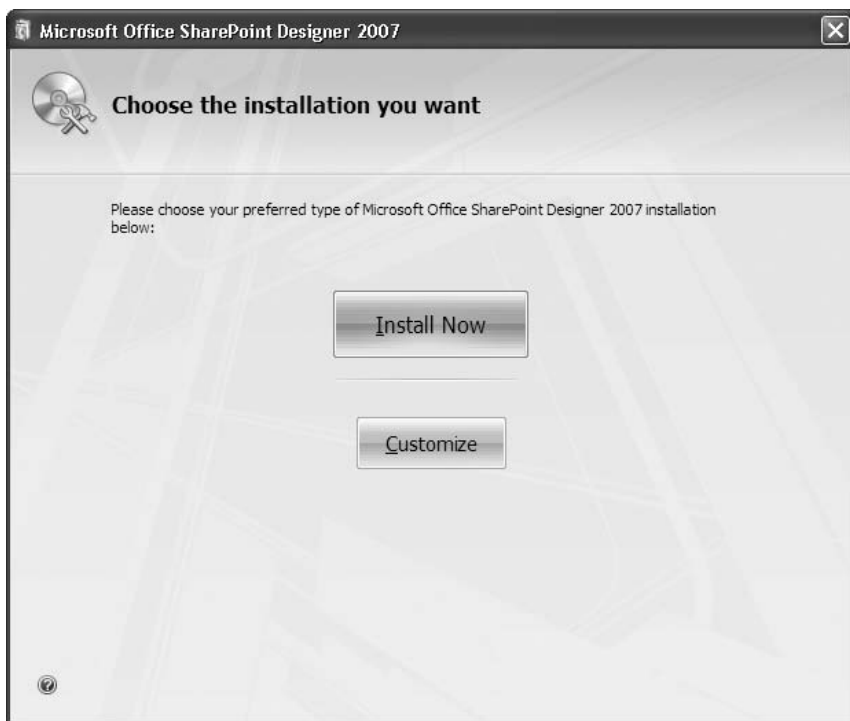 Microsoft Office SharePoint Designer 2007
Choose the installation you want
Please choose your preferred type of Microsoft Office SharePoint Designer 2007 installation
below:
Install Now
Customize